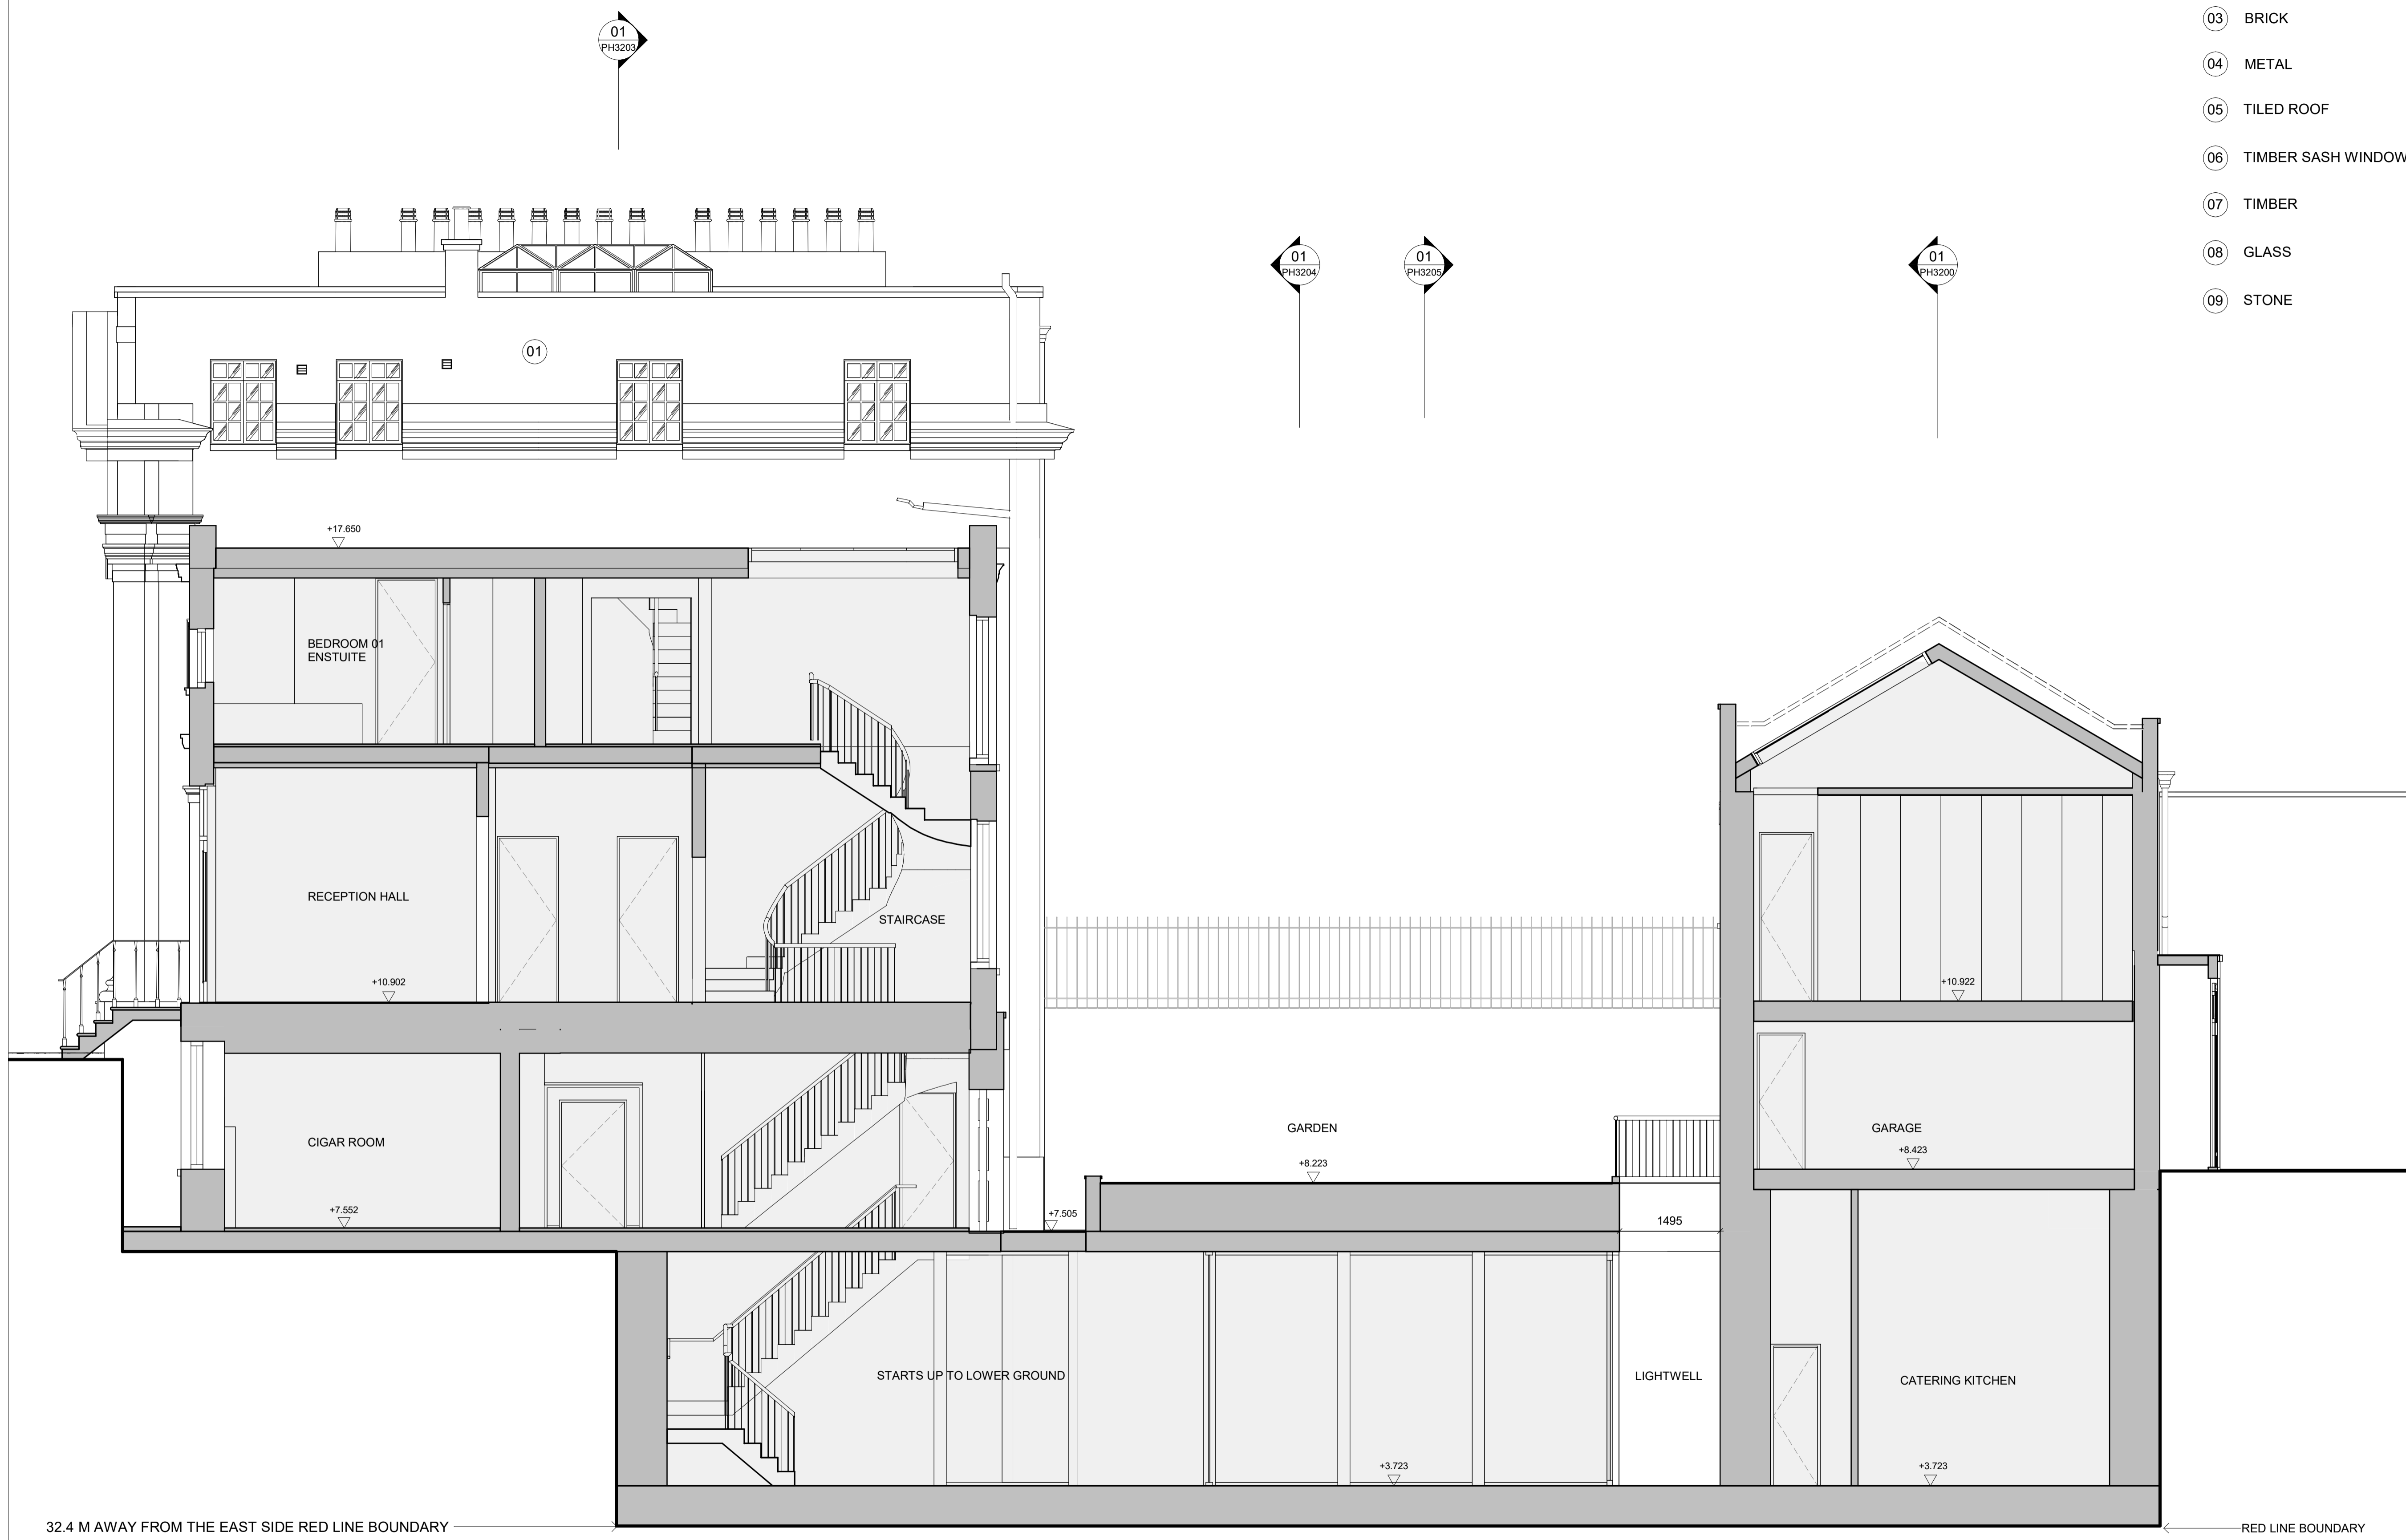 01
PH3203
03 BRICK
04 METAL
05 TILED ROOF
06 TIMBER SASH WINDOW
07 TIMBER
08 GLASS
09 STONE
01
PH3204
01
PH3205
01
PH3200
01
+17.650
BEDROOM 01
ENSTUITE
RECEPTION HALL
STAIRCASE
+10.902
+10.922
CIGAR ROOM
GARDEN
GARAGE
+8.223
+8.423
+7.552
+7.505
1495
STARTS UP TO LOWER GROUND
LIGHTWELL
CATERING KITCHEN
+3.723
+3.723
32.4 M AWAY FROM THE EAST SIDE RED LINE BOUNDARY
RED LINE BOUNDARY